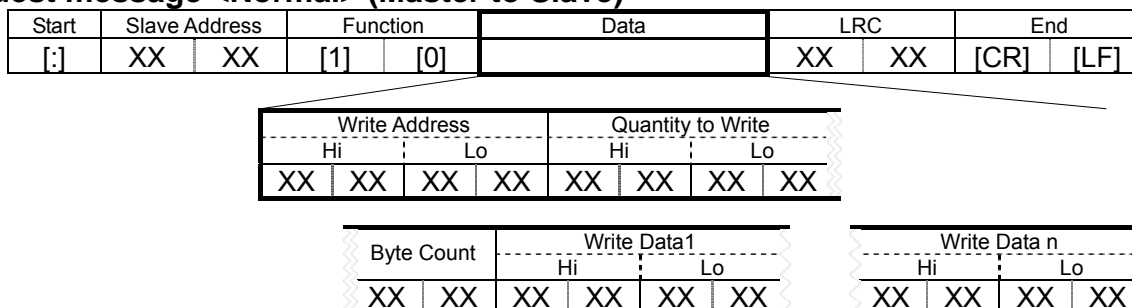 <Normal> (Master to Slave)
Start Slave Address Function Data LRC End
[:] XX XX [1] [0] XX XX [CR] [LF]
Write Address Quantity to Write
Hi Lo Hi Lo
XX XX XX XX XX XX XX XX
Byte Count Write Data1 Write Data n
Hi Lo Hi Lo
XX XX XX XX XX XX XX XX XX XX